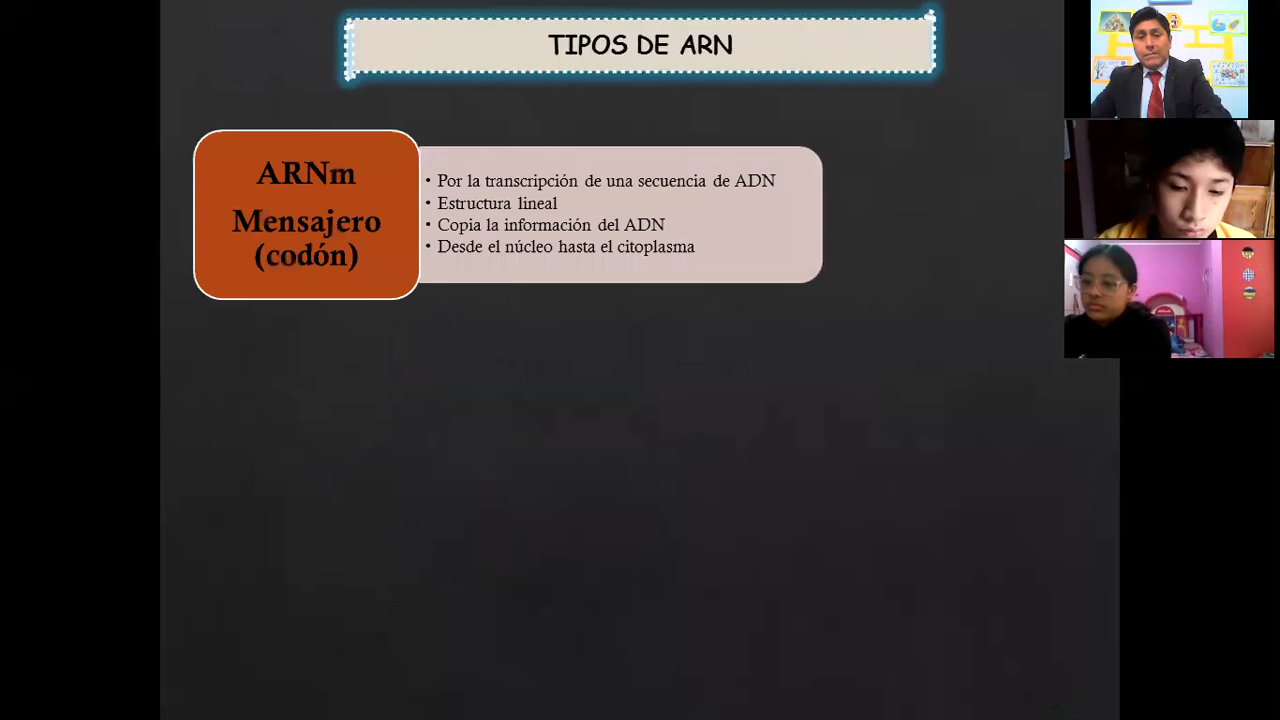 TIPOS DE ARN
ARNm
Mensajero
(codón)
• Por la transcripción de una secuencia de ADN
• Estructura lineal
• Copia la información del ADN
• Desde el núcleo hasta el citoplasma